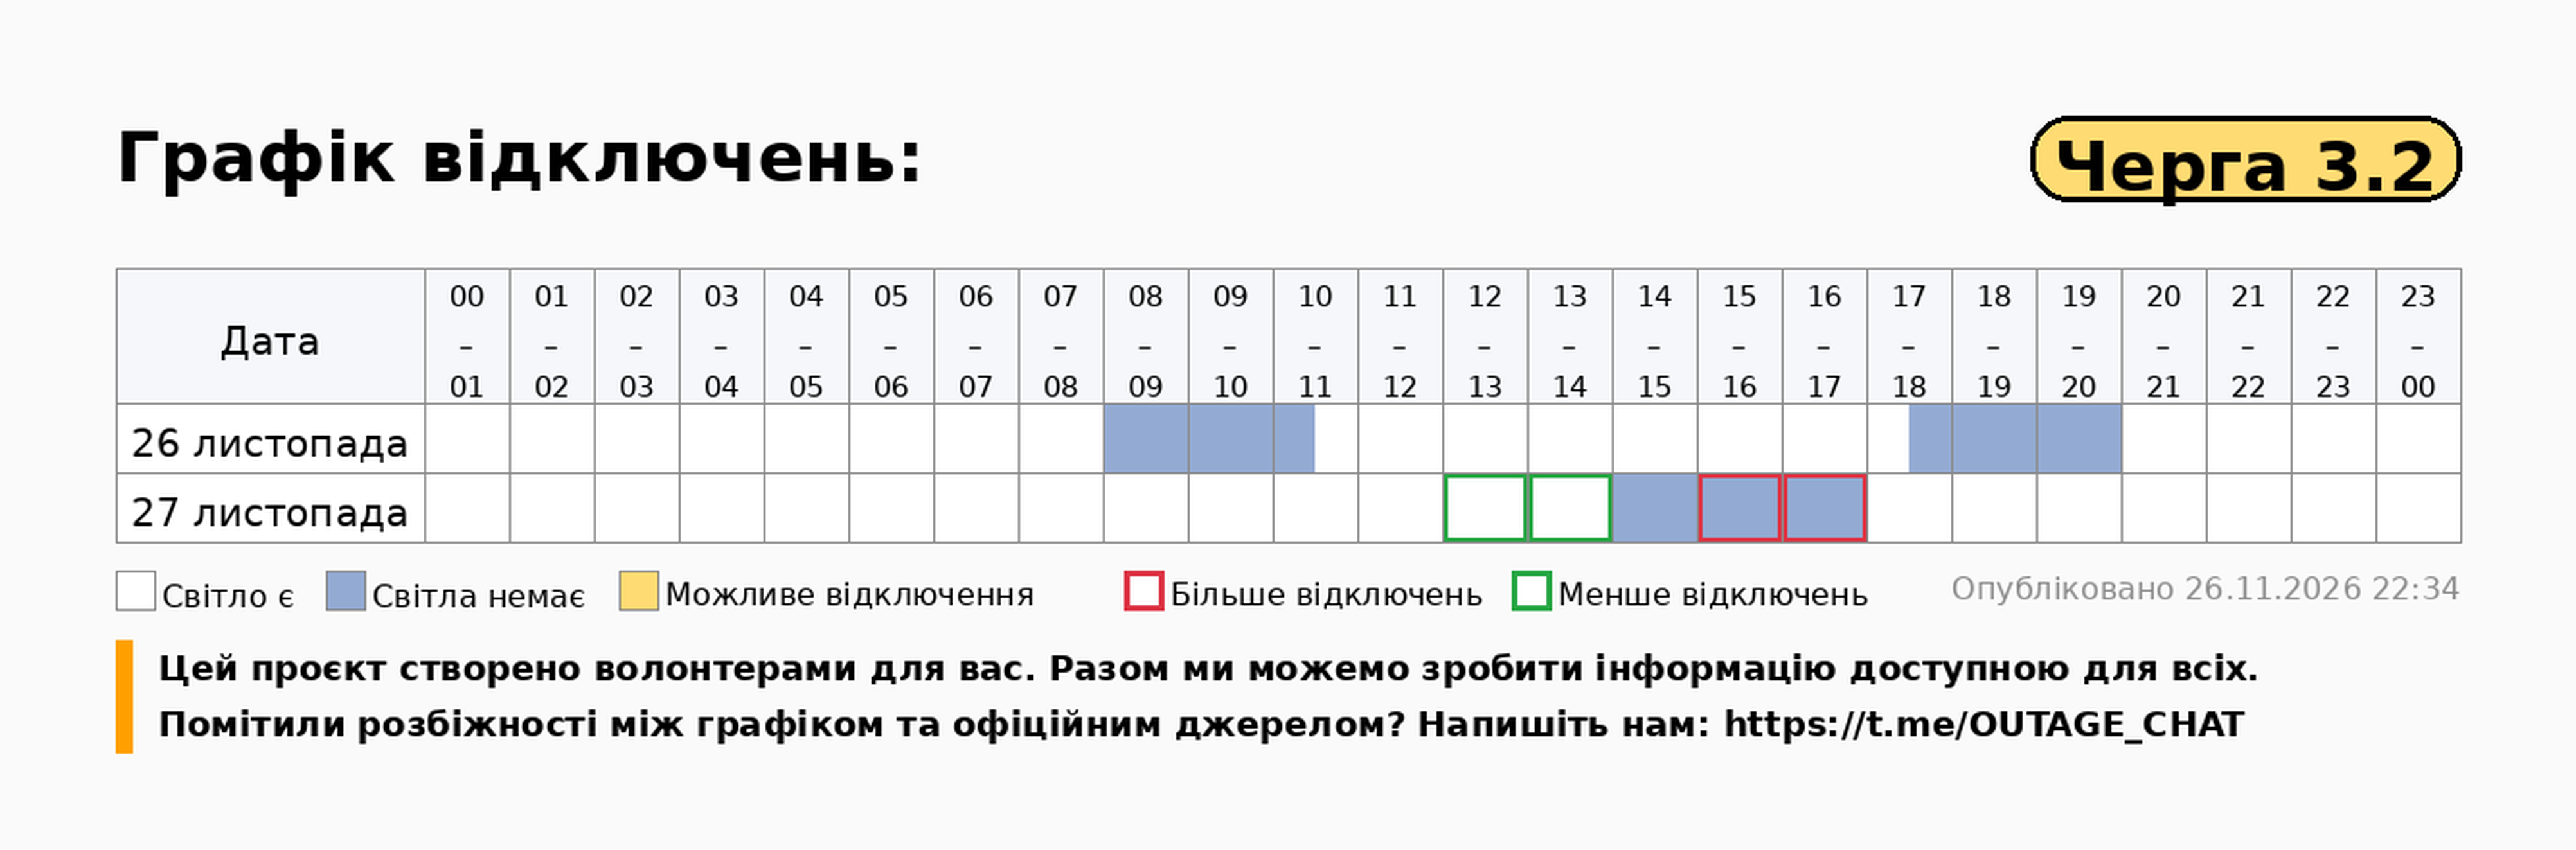 Графік відключень:
Черга 3.2
Дата
00 – 01
01 – 02
02 – 03
03 – 04
04 – 05
05 – 06
06 – 07
07 – 08
08 – 09
09 – 10
10 – 11
11 – 12
12 – 13
13 – 14
14 – 15
15 – 16
16 – 17
17 – 18
18 – 19
19 – 20
20 – 21
21 – 22
22 – 23
23 – 00
26 листопада
27 листопада
Світло є
Світла немає
Можливе відключення
Більше відключень
Менше відключень
Опубліковано 26.11.2026 22:34
Цей проєкт створено волонтерами для вас. Разом ми можемо зробити інформацію доступною для всіх.
Помітили розбіжності між графіком та офіційним джерелом? Напишіть нам: https://t.me/OUTAGE_CHAT